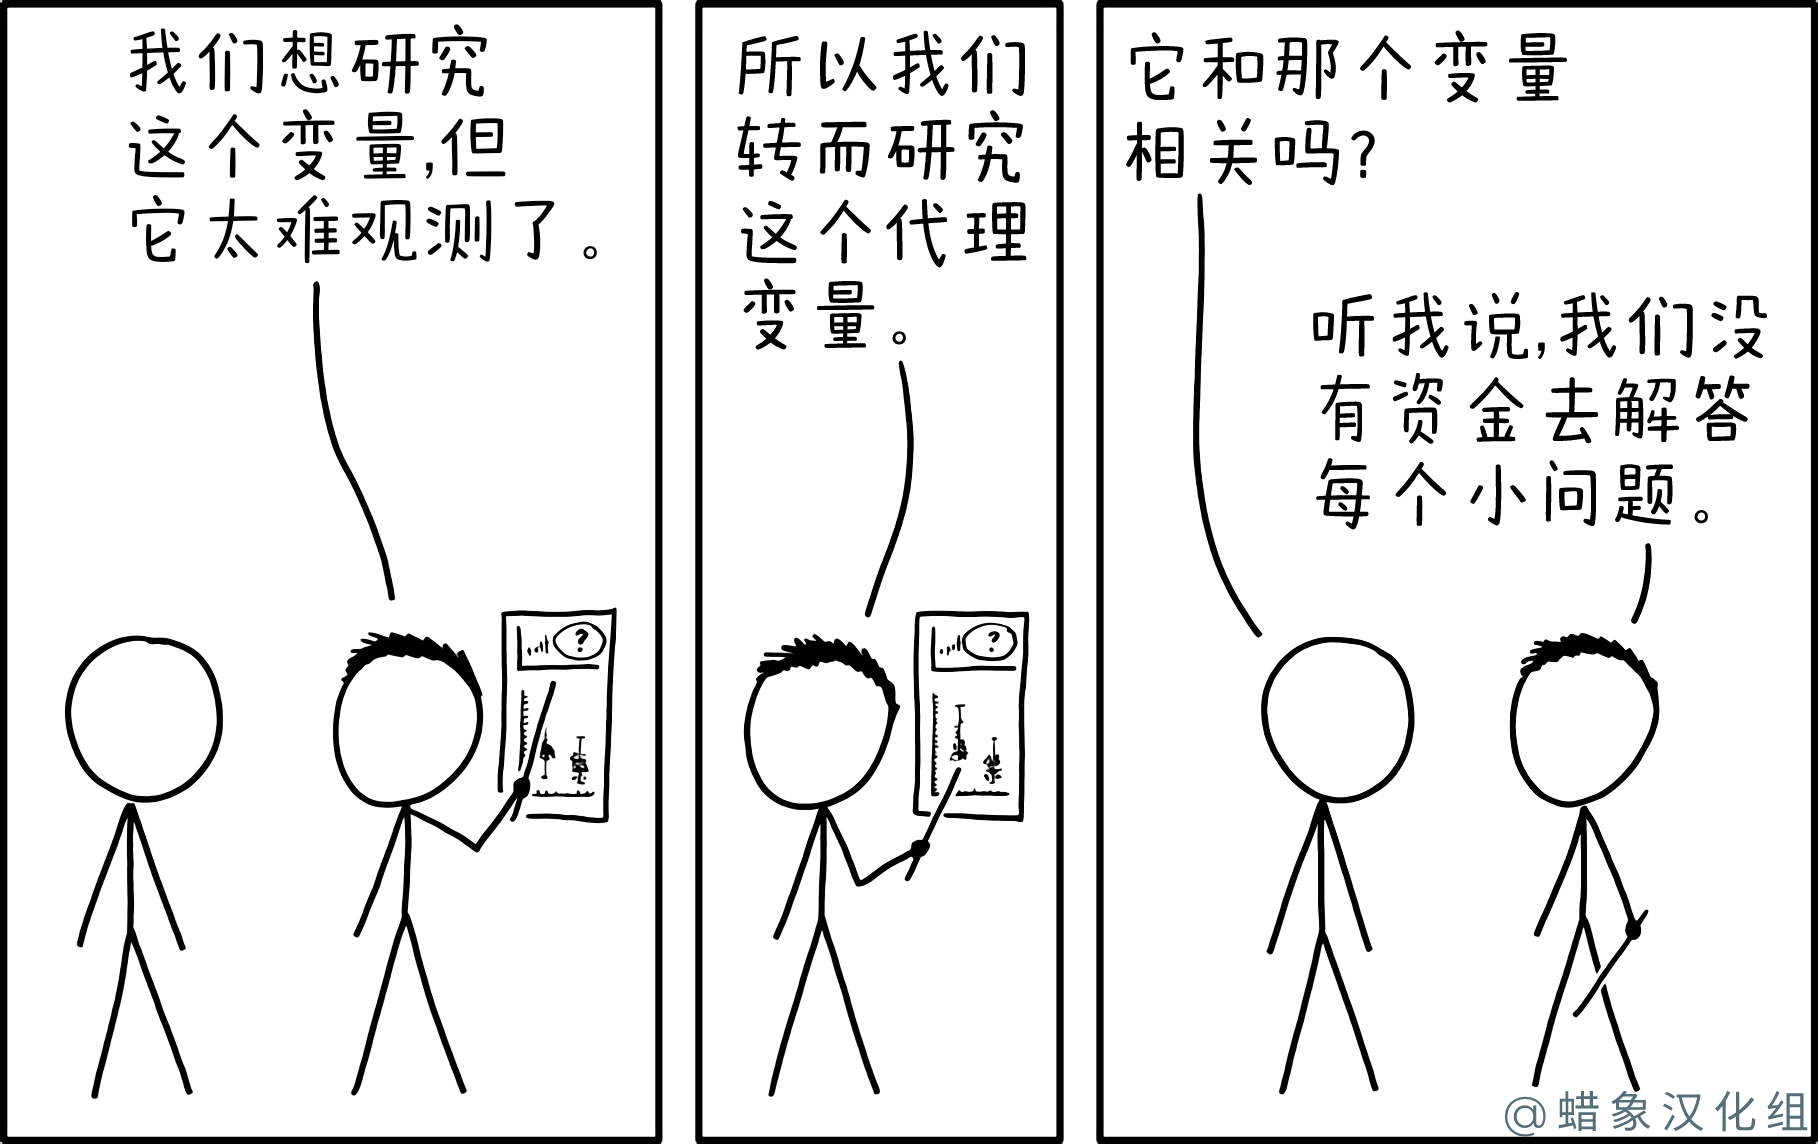 我们想研究
这个变量,但
它太难观测了。
所以我们
转而研究
这个代理
变量。
它和那个变量
相关吗?
听我说,我们没
有资金去解答
每个小问题。
?
?
@蜡象汉化组